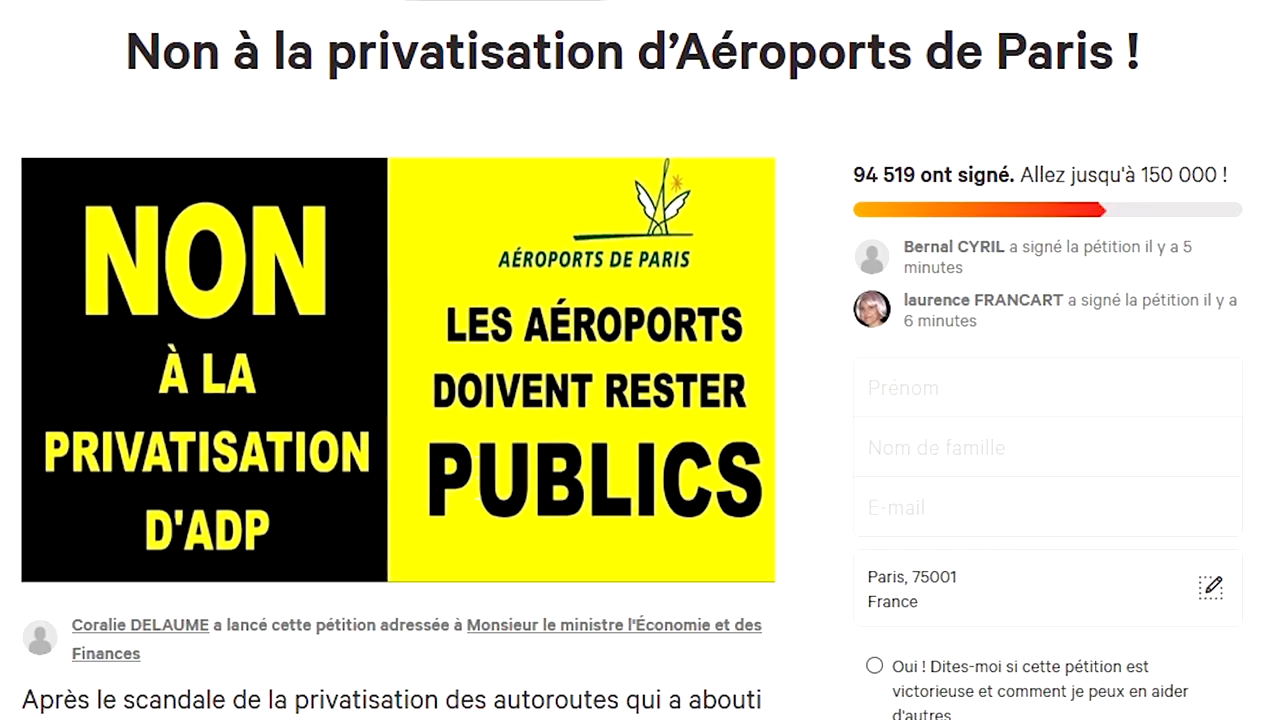 Non à la privatisation d’Aéroports de Paris !
NON
À LA
PRIVATISATION
D'ADP
AÉROPORTS DE PARIS
LES AÉROPORTS
DOIVENT RESTER
PUBLICS
Coralie DELAUME a lancé cette pétition adressée à Monsieur le ministre l'Économie et des
Finances
Après le scandale de la privatisation des autoroutes qui a abouti
94 519 ont signé. Allez jusqu'à 150 000 !
Bernal CYRIL a signé la pétition il y a 5
minutes
laurence FRANCART a signé la pétition il y a
6 minutes
Prénom
Nom de famille
E-mail
Paris, 75001
France
Oui ! Dites-moi si cette pétition est
victorieuse et comment je peux en aider
d'autres